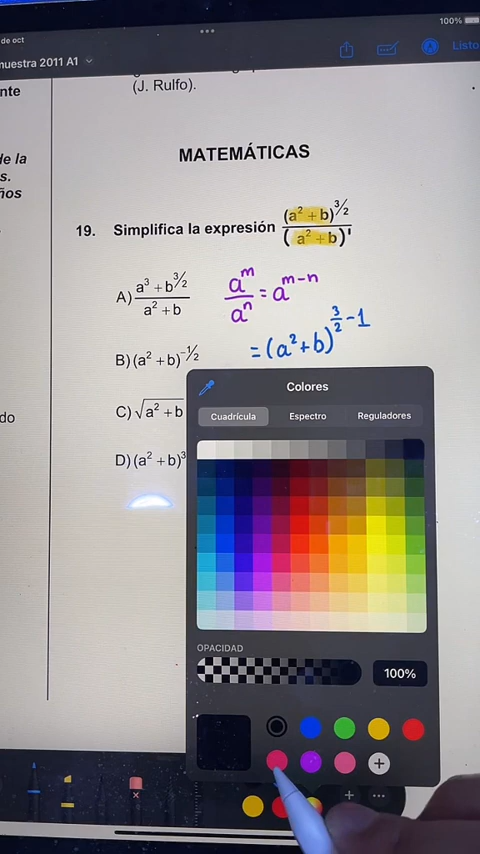 100%
de oct
Listo
muestra 2011 A1
nte
(J. Rulfo).
de la
s.
ños
MATEMÁTICAS
19. Simplifica la expresión (a² + b)^3/2 / (a² + b)¹
A) a³ + b^3/2 / a² + b
a^m / a^n = a^m-n
B) (a² + b)^-1/2
= (a² + b)^3/2 - 1
C) √a² + b
D) (a² + b)³
do
Colores
Cuadrícula Espectro Reguladores
OPACIDAD
100%